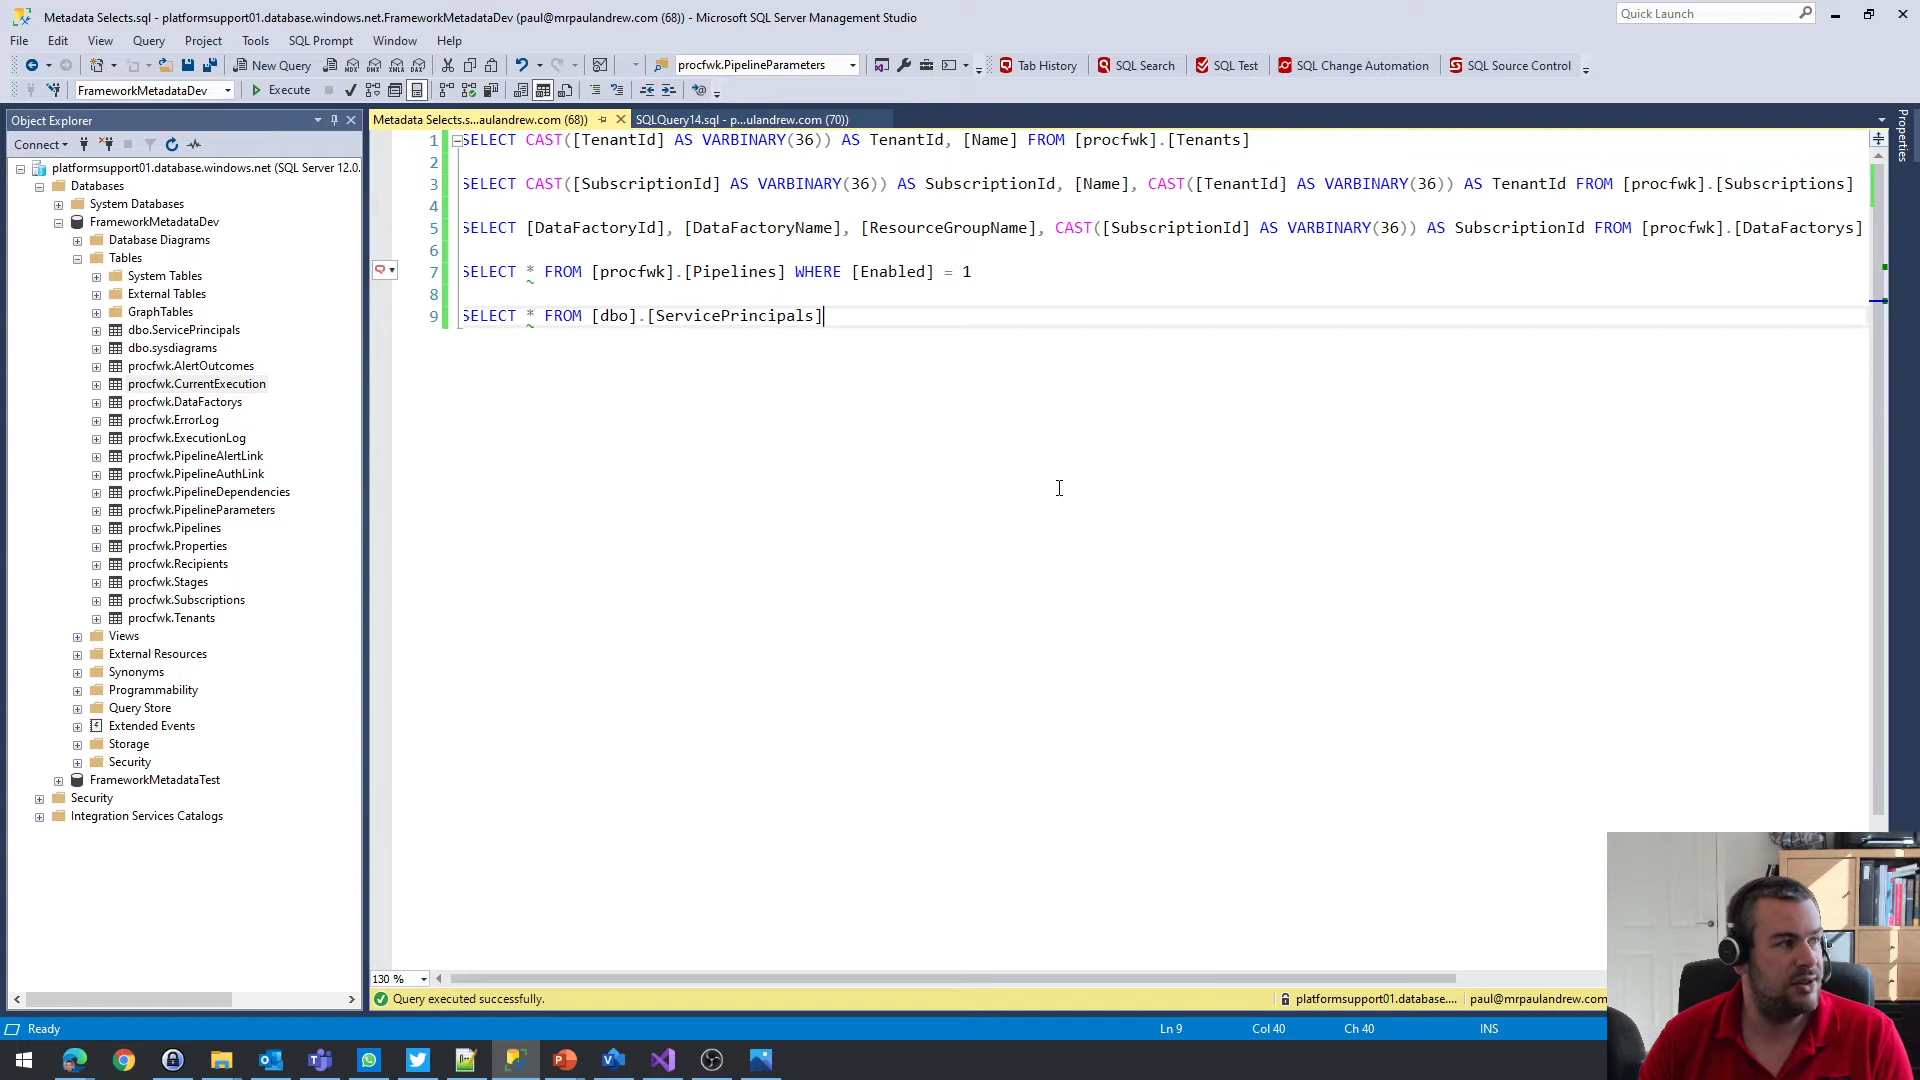 Metadata Selects.sql - platformsupport01.database.windows.net.FrameworkMetadataDev (paul@mrpaulandrew.com (68)) - Microsoft SQL Server Management Studio
Quick Launch
File Edit View Query Project Tools SQL Prompt Window Help
New Query
procfwk.PipelineParameters
Tab History SQL Search SQL Test SQL Change Automation SQL Source Control
FrameworkMetadataDev
Execute
Object Explorer
Metadata Selects.s...aulandrew.com (68))
SQLQuery14.sql - p...ulandrew.com (70))
Properties
Connect
platformsupport01.database.windows.net (SQL Server 12.0.
Databases
System Databases
FrameworkMetadataDev
Database Diagrams
Tables
System Tables
External Tables
GraphTables
dbo.ServicePrincipals
dbo.sysdiagrams
procfwk.AlertOutcomes
procfwk.CurrentExecution
procfwk.DataFactorys
procfwk.ErrorLog
procfwk.ExecutionLog
procfwk.PipelineAlertLink
procfwk.PipelineAuthLink
procfwk.PipelineDependencies
procfwk.PipelineParameters
procfwk.Pipelines
procfwk.Properties
procfwk.Recipients
procfwk.Stages
procfwk.Subscriptions
procfwk.Tenants
Views
External Resources
Synonyms
Programmability
Query Store
Extended Events
Storage
Security
FrameworkMetadataTest
Security
Integration Services Catalogs
1 SELECT CAST([TenantId] AS VARBINARY(36)) AS TenantId, [Name] FROM [procfwk].[Tenants]
2
3 SELECT CAST([SubscriptionId] AS VARBINARY(36)) AS SubscriptionId, [Name], CAST([TenantId] AS VARBINARY(36)) AS TenantId FROM [procfwk].[Subscriptions]
4
5 SELECT [DataFactoryId], [DataFactoryName], [ResourceGroupName], CAST([SubscriptionId] AS VARBINARY(36)) AS SubscriptionId FROM [procfwk].[DataFactorys]
6
7 SELECT * FROM [procfwk].[Pipelines] WHERE [Enabled] = 1
8
9 SELECT * FROM [dbo].[ServicePrincipals]
130 %
Query executed successfully.
platformsupport01.database....
paul@mrpaulandrew.com
Ready
Ln 9
Col 40
Ch 40
INS